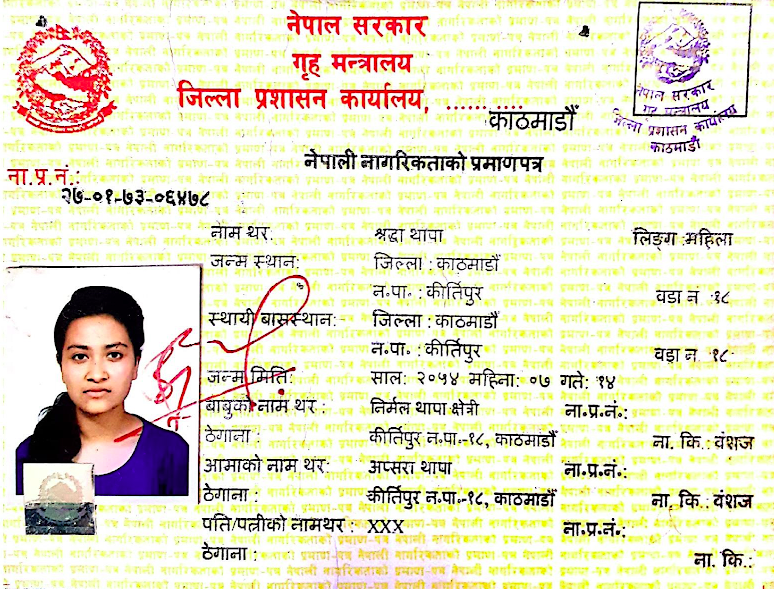 नेपाल सरकार
गृह मन्त्रालय
जिल्ला प्रशासन कार्यालय, ............
काठमाडौं
नेपाल सरकार
गृह मन्त्रालय
जिल्ला प्रशासन कार्यालय
काठमाडौं
नेपाली नागरिकताको प्रमाणपत्र
ना.प्र.नं.:
२७-०१-७३-०६४७८
नाम थर: श्रद्धा थापा लिङ्ग :महिला
जन्म स्थान: जिल्ला : काठमाडौं
न.पा. : कीर्तिपुर वडा नं :१८
स्थायी बासस्थान: जिल्ला : काठमाडौं
न.पा. : कीर्तिपुर वडा न. १८
जन्म मिति: साल: २०५४ महिना: ०७ गते: १४
बाबुको नाम थर : निर्मल थापा क्षेत्री ना.प्र.नं.:
ठेगाना : कीर्तिपुर न.पा.-१८, काठमाडौं ना. कि.: वंशज
आमाको नाम थर: अप्सरा थापा ना.प्र.नं.:
ठेगाना : कीर्तिपुर न.पा.-१८, काठमाडौं ना. कि.: वंशज
पति/पत्नीको नामथर : XXX ना.प्र.नं.:
ठेगाना : ना. कि.: